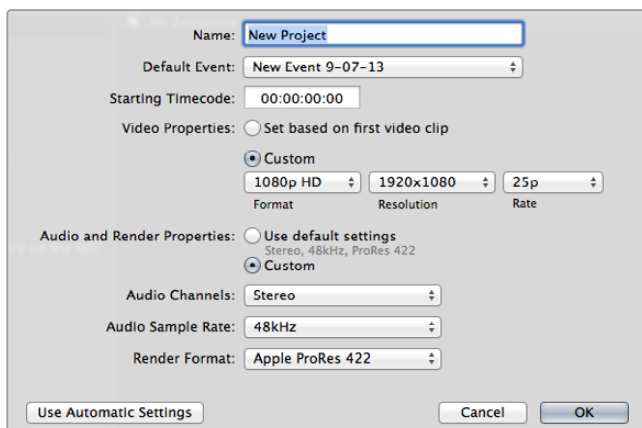 Name: New Project
Default Event: New Event 9-07-13
Starting Timecode: 00:00:00:00
Video Properties: Set based on first video clip
Custom
1080p HD 1920x1080 25p
Format Resolution Rate
Audio and Render Properties: Use default settings
Stereo, 48kHz, ProRes 422
Custom
Audio Channels: Stereo
Audio Sample Rate: 48kHz
Render Format: Apple ProRes 422
Use Automatic Settings Cancel OK